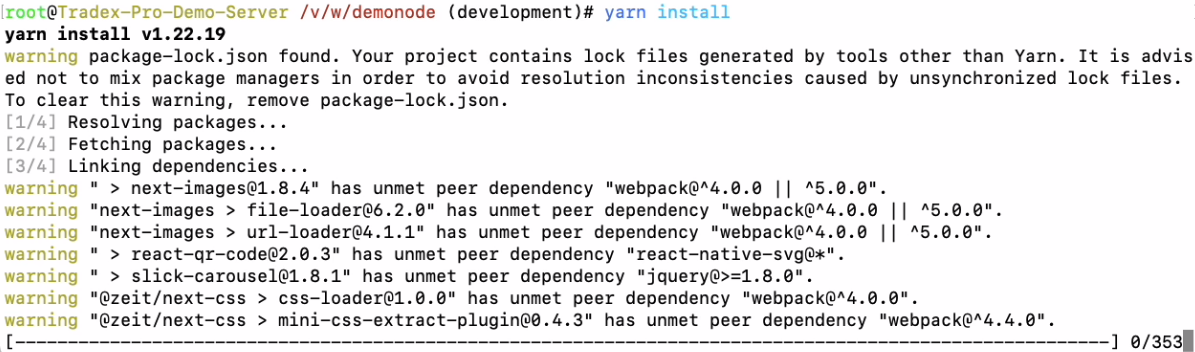 root@Tradex-Pro-Demo-Server /v/w/demonode (development)# yarn install
yarn install v1.22.19
warning package-lock.json found. Your project contains lock files generated by tools other than Yarn. It is advis
ed not to mix package managers in order to avoid resolution inconsistencies caused by unsynchronized lock files.
To clear this warning, remove package-lock.json.
[1/4] Resolving packages...
[2/4] Fetching packages...
[3/4] Linking dependencies...
warning " > next-images@1.8.4" has unmet peer dependency "webpack@^4.0.0 || ^5.0.0".
warning "next-images > file-loader@6.2.0" has unmet peer dependency "webpack@^4.0.0 || ^5.0.0".
warning "next-images > url-loader@4.1.1" has unmet peer dependency "webpack@^4.0.0 || ^5.0.0".
warning " > react-qr-code@2.0.3" has unmet peer dependency "react-native-svg@*".
warning " > slick-carousel@1.8.1" has unmet peer dependency "jquery@>=1.8.0".
warning "@zeit/next-css > css-loader@1.0.0" has unmet peer dependency "webpack@^4.0.0".
warning "@zeit/next-css > mini-css-extract-plugin@0.4.3" has unmet peer dependency "webpack@^4.4.0".
[--------------------------------------------------------------------------------------------------------] 0/353